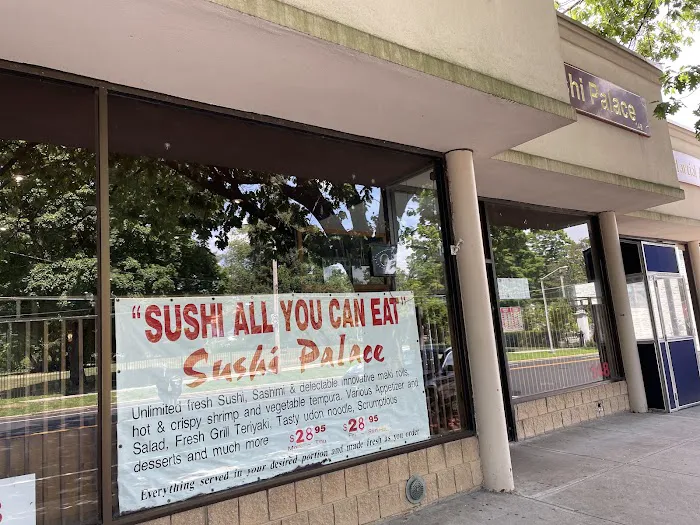 "SUSHI ALL YOU CAN EAT"
Sushi Palace
Unlimited fresh Sushi, Sashimi & delectable innovative maki rolls,
hot & crispy shrimp and vegetable tempura. Various Appetizer and
Salad, Fresh Grill Teriyaki, Tasty udon noodle, Scrumptious
desserts and much more $28.95 $28.95
Everything served in your desired portion and made fresh as you order
hi Palace